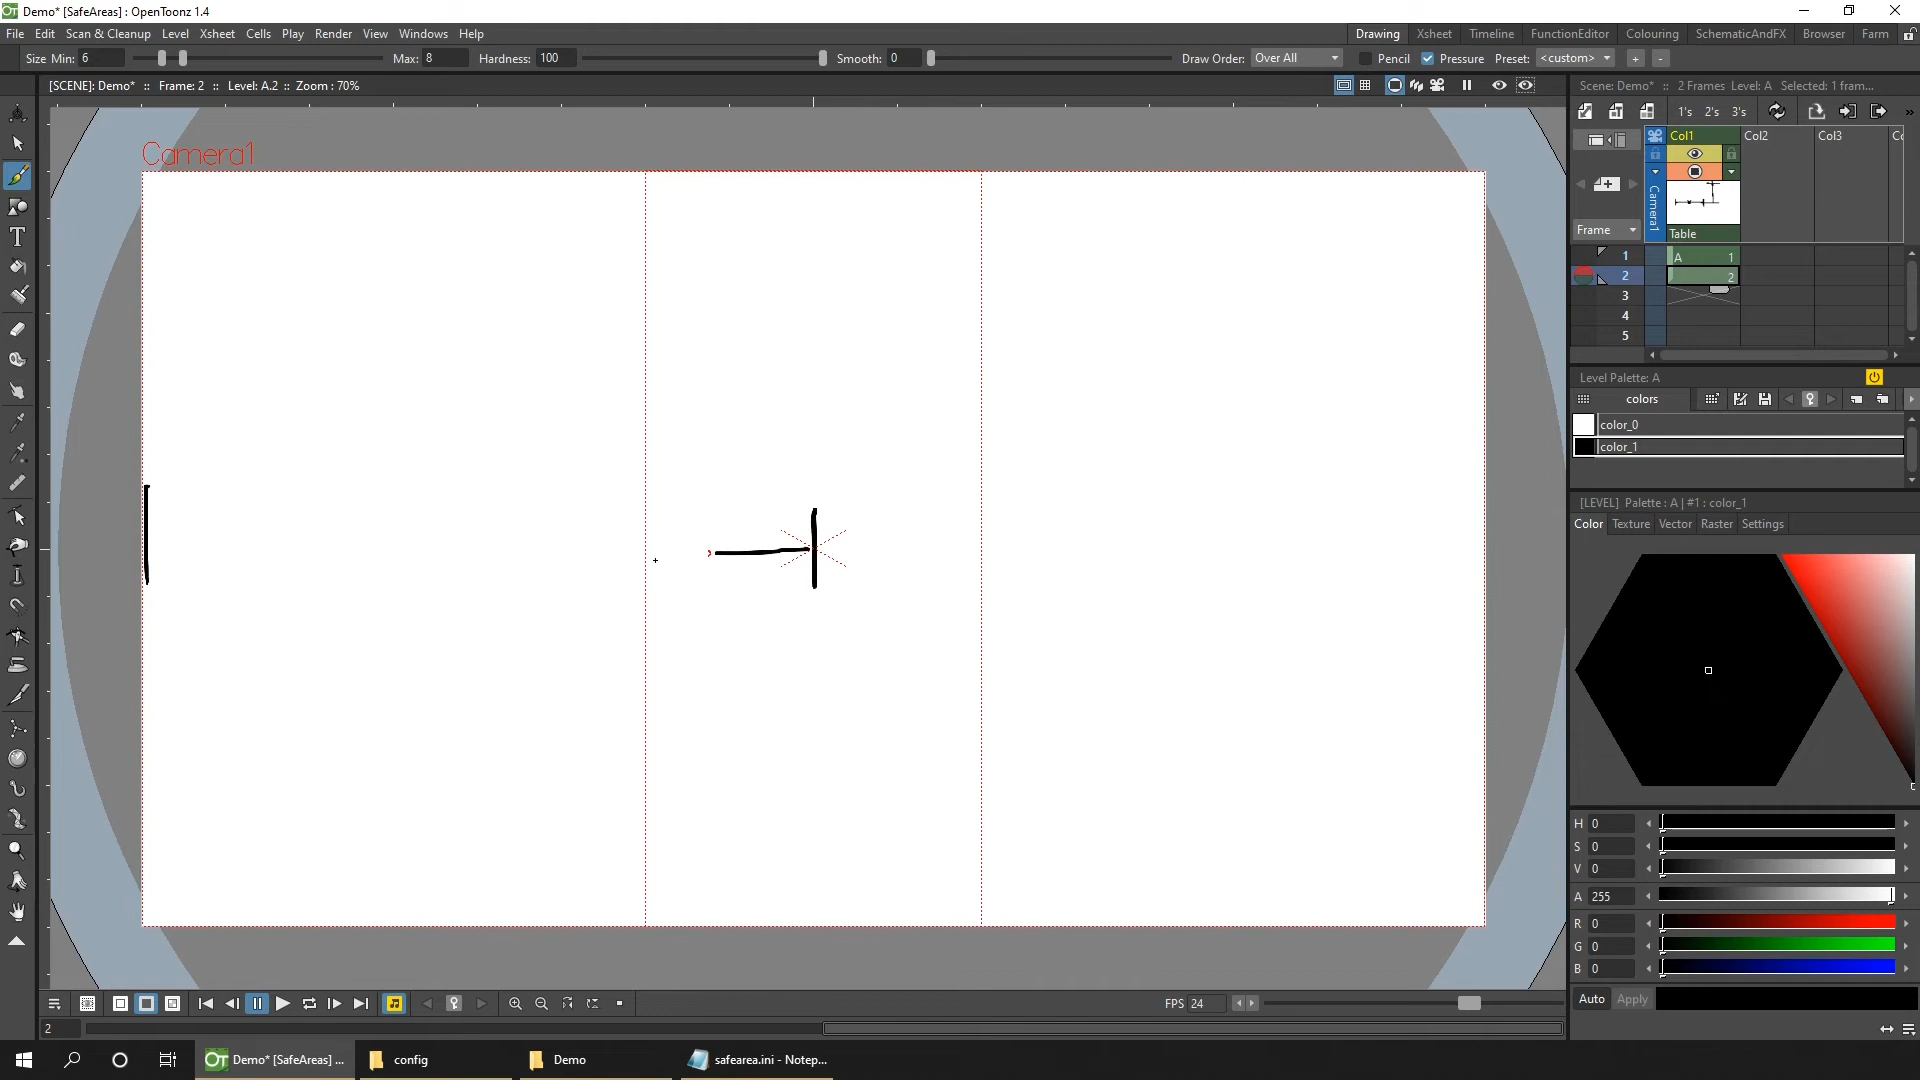 Demo* [SafeAreas] : OpenToonz 1.4
File Edit Scan & Cleanup Level Xsheet Cells Play Render View Windows Help
Drawing Xsheet Timeline FunctionEditor Colouring SchematicAndFX Browser Farm
Size Min: 6 Max: 8 Hardness: 100 Smooth: 0 Draw Order: Over All Pencil Pressure Preset: <custom> + -
[SCENE]: Demo* :: Frame: 2 :: Level: A.2 :: Zoom : 70%
Scene: Demo* :: 2 Frames Level: A Selected: 1 fram...
1's 2's 3's
Col1 Col2 Col3 Co
Camera1
Camera1
Frame
Table
1 A 1
2 2
3
4
5
Level Palette: A
colors
color_0
color_1
[LEVEL] Palette : A | #1 : color_1
Color Texture Vector Raster Settings
H 0
S 0
V 0
A 255
R 0
G 0
B 0
Auto Apply
FPS 24
2
Demo* [SafeAreas] ... config Demo safearea.ini - Notep...